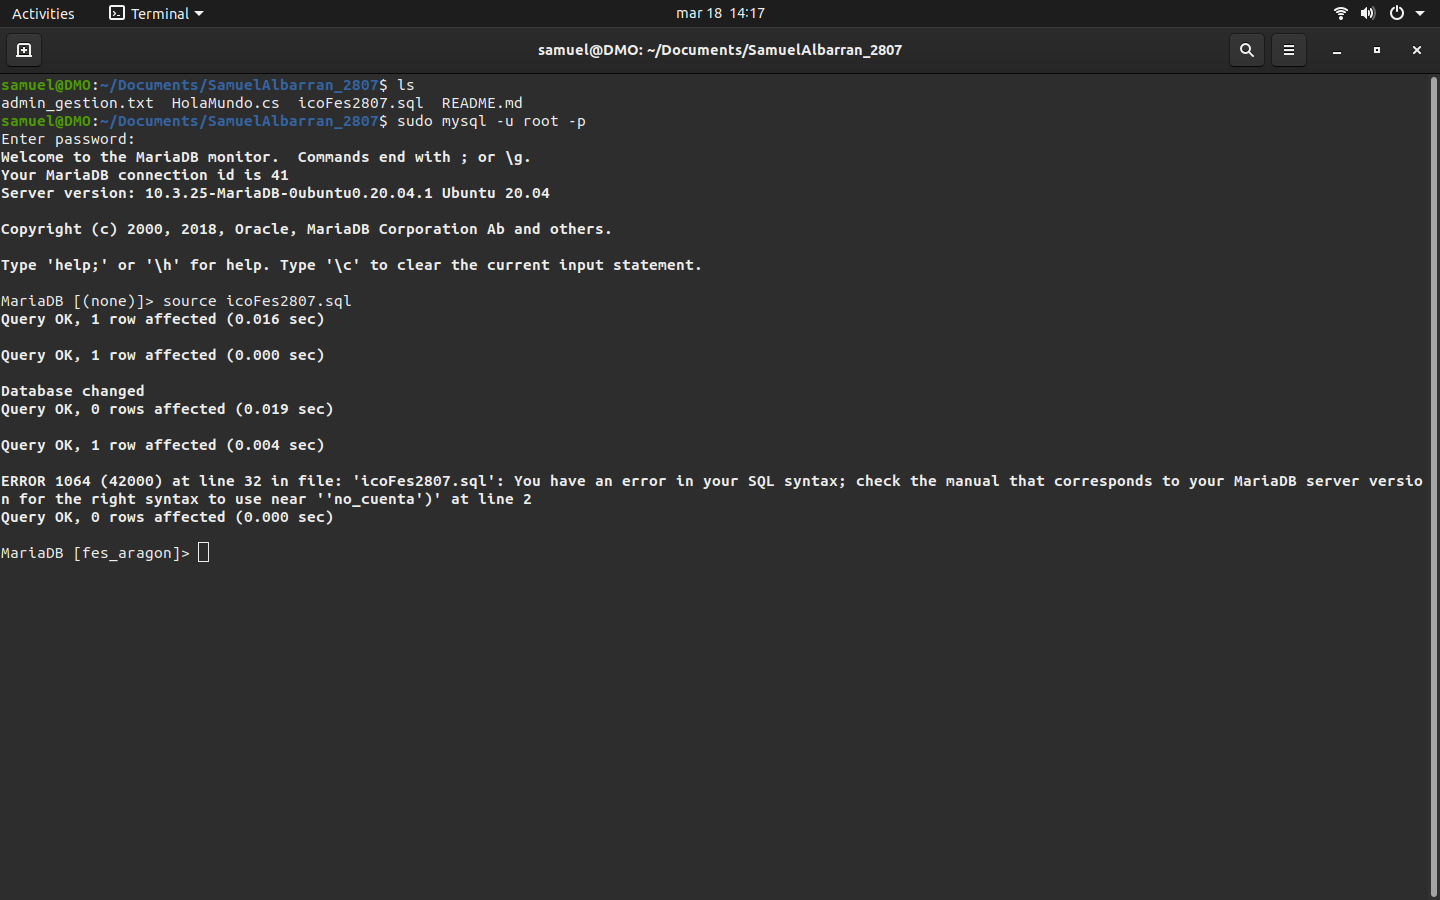 Activities Terminal mar 18 14:17
samuel@DMO: ~/Documents/SamuelAlbarran_2807
samuel@DMO:~/Documents/SamuelAlbarran_2807$ ls
admin_gestion.txt  HolaMundo.cs  icoFes2807.sql  README.md
samuel@DMO:~/Documents/SamuelAlbarran_2807$ sudo mysql -u root -p
Enter password:
Welcome to the MariaDB monitor.  Commands end with ; or \g.
Your MariaDB connection id is 41
Server version: 10.3.25-MariaDB-0ubuntu0.20.04.1 Ubuntu 20.04
Copyright (c) 2000, 2018, Oracle, MariaDB Corporation Ab and others.
Type 'help;' or '\h' for help. Type '\c' to clear the current input statement.
MariaDB [(none)]> source icoFes2807.sql
Query OK, 1 row affected (0.016 sec)
Query OK, 1 row affected (0.000 sec)
Database changed
Query OK, 0 rows affected (0.019 sec)
Query OK, 1 row affected (0.004 sec)
ERROR 1064 (42000) at line 32 in file: 'icoFes2807.sql': You have an error in your SQL syntax; check the manual that corresponds to your MariaDB server versio
n for the right syntax to use near ''no_cuenta')' at line 2
Query OK, 0 rows affected (0.000 sec)
MariaDB [fes_aragon]>